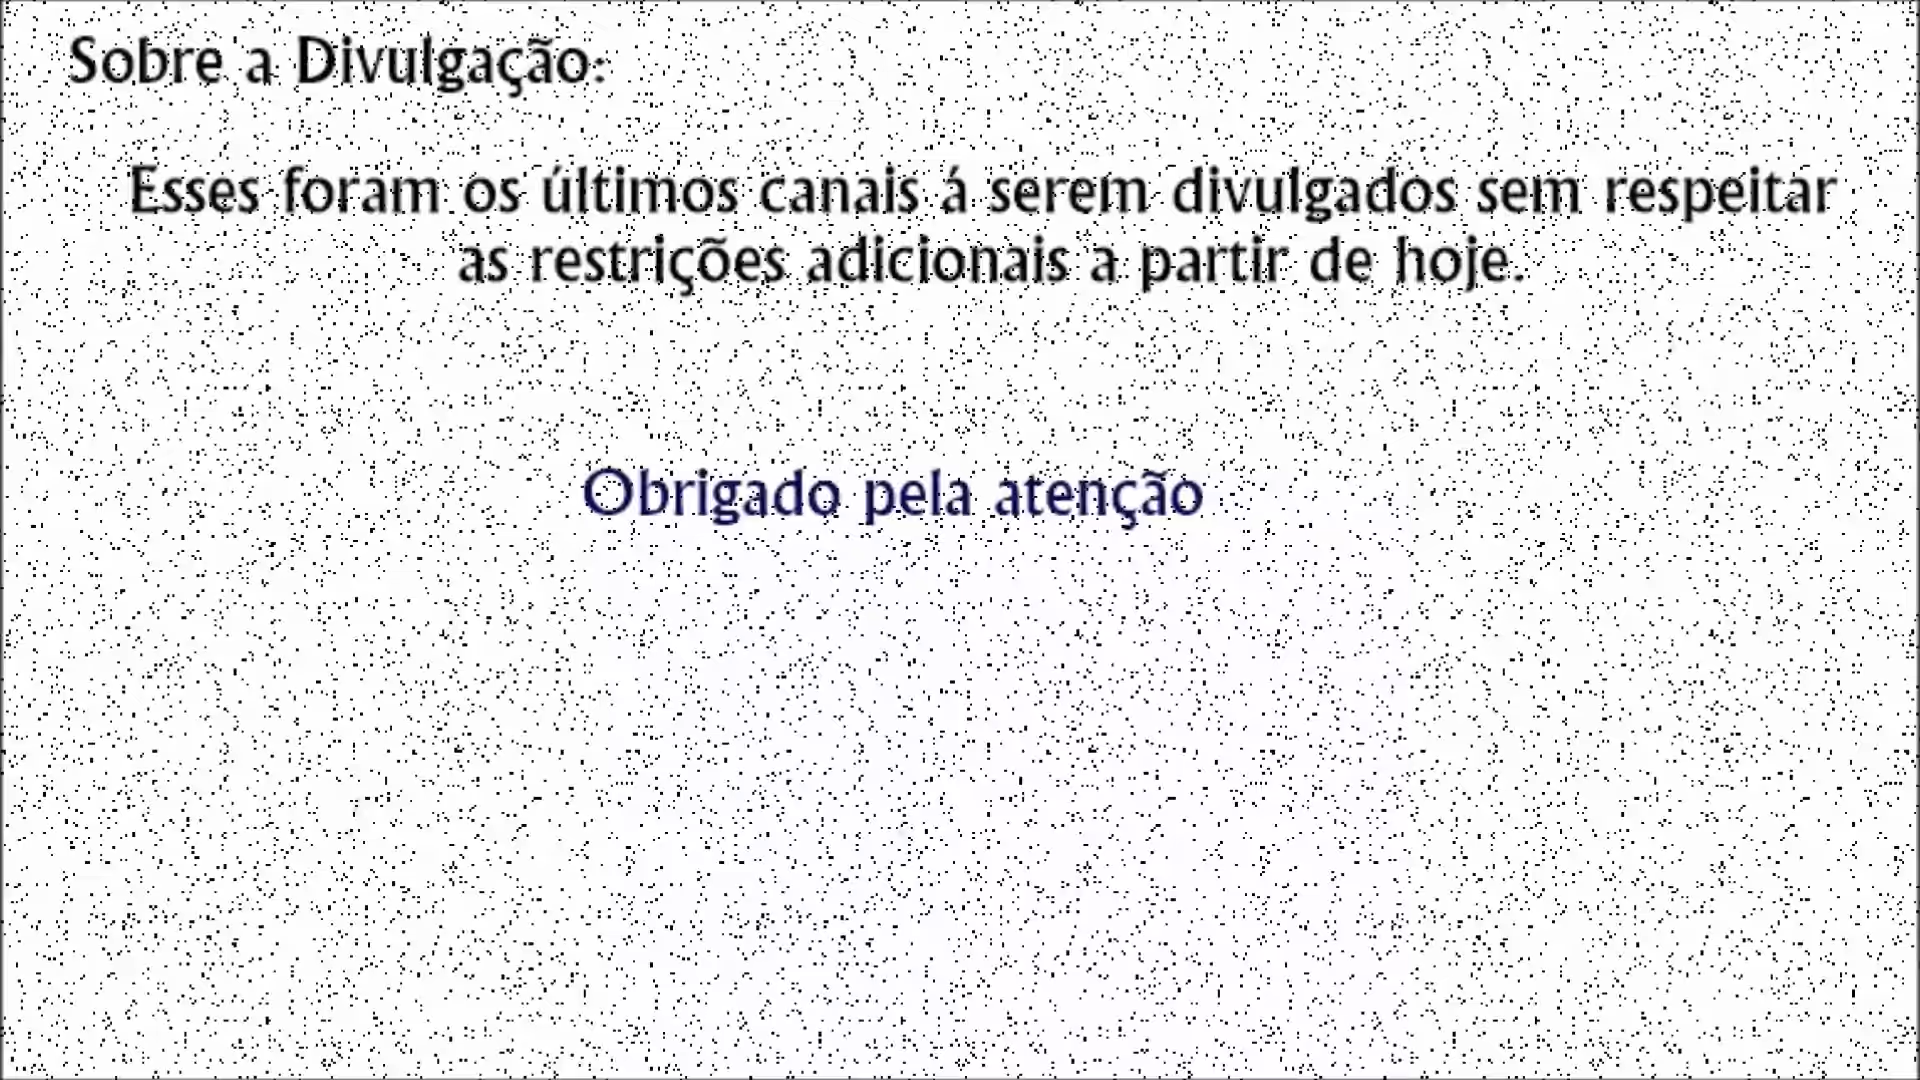 Sobre a Divulgação:
Esses foram os últimos canais á serem divulgados sem respeitar
as restrições adicionais a partir de hoje.
Obrigado pela atenção